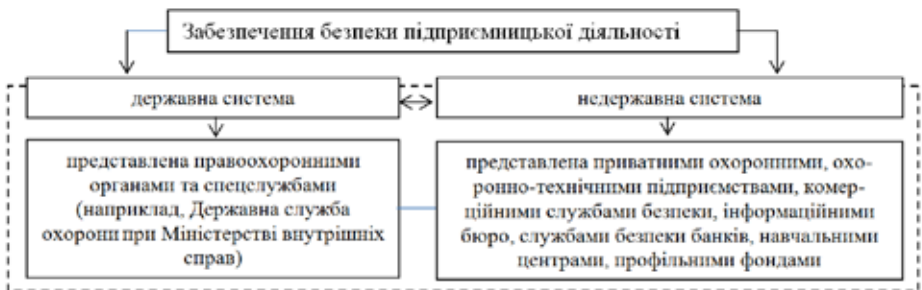 Забезпечення безпеки підприємницької діяльності
державна система
недержавна система
представлена правоохоронними
органами та спецслужбами
(наприклад, Державна служба
охорони при Міністерстві внутрішніх
справ)
представлена приватними охоронними, охо-
ронно-технічними підприємствами, комер-
ційними службами безпеки, інформаційними
бюро, службами безпеки банків, навчальними
центрами, профільними фондами